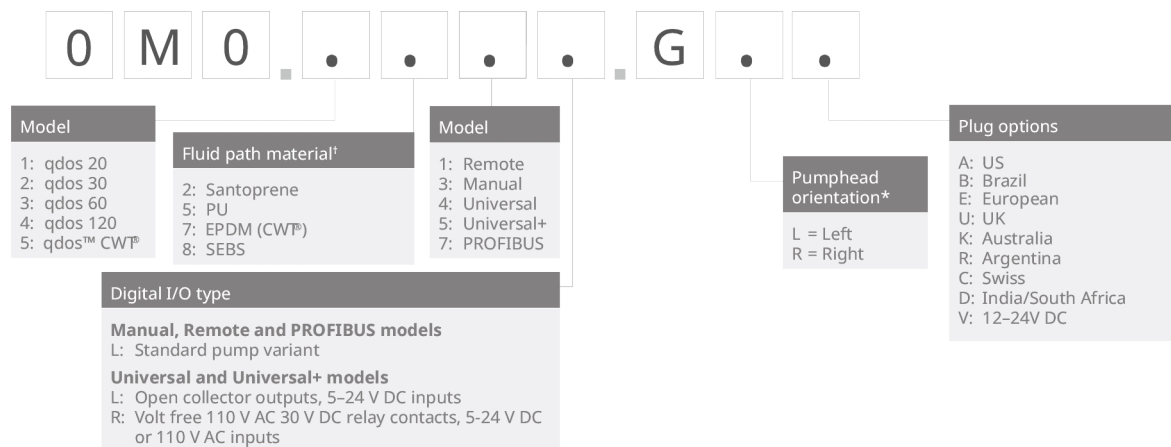 0 M 0 . • • • • . G • •
Model
1: qdos 20
2: qdos 30
3: qdos 60
4: qdos 120
5: qdos™ CWT®
Fluid path material†
2: Santoprene
5: PU
7: EPDM (CWT®)
8: SEBS
Model
1: Remote
3: Manual
4: Universal
5: Universal+
7: PROFIBUS
Digital I/O type
Manual, Remote and PROFIBUS models
L: Standard pump variant
Universal and Universal+ models
L: Open collector outputs, 5–24 V DC inputs
R: Volt free 110 V AC 30 V DC relay contacts, 5-24 V DC
or 110 V AC inputs
Pumphead
orientation*
L = Left
R = Right
Plug options
A: US
B: Brazil
E: European
U: UK
K: Australia
R: Argentina
C: Swiss
D: India/South Africa
V: 12–24V DC